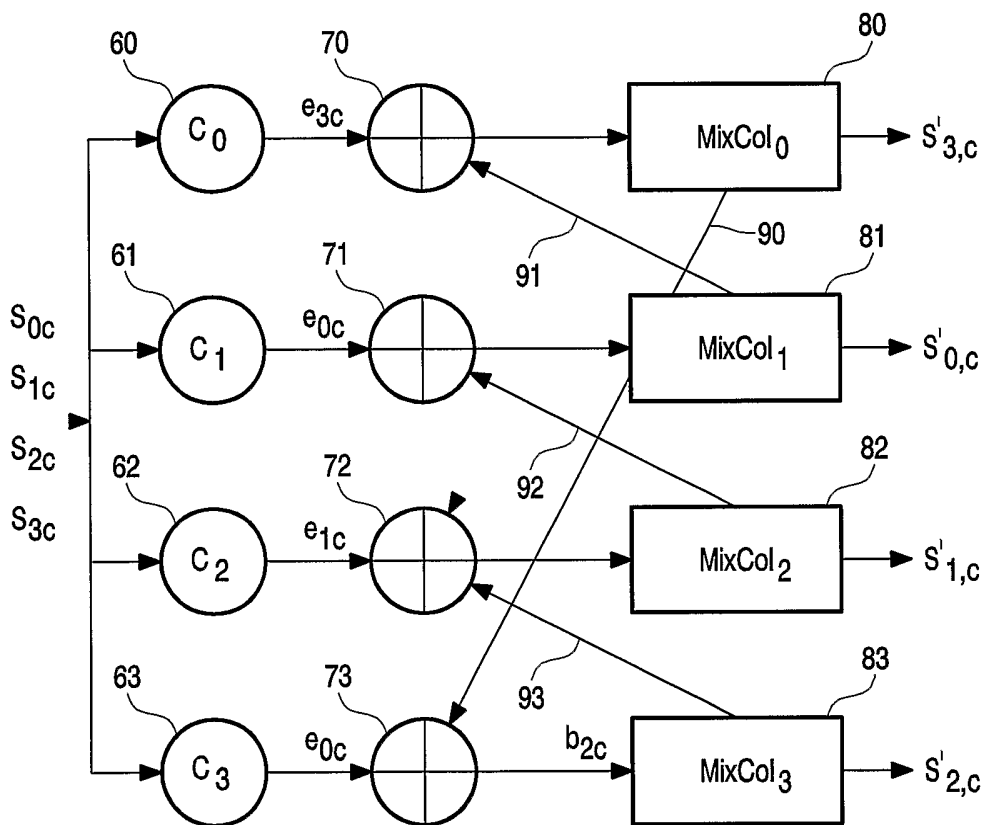 60 70 80
C0 e3c MixCol0 S'3,c
91 90
61 71 81
S0c
C1 e0c MixCol1 S'0,c
S1c
S2c
92
62 72 82
S3c
C2 e1c MixCol2 S'1,c
93
63 73 83
C3 e0c b2c MixCol3 S'2,c